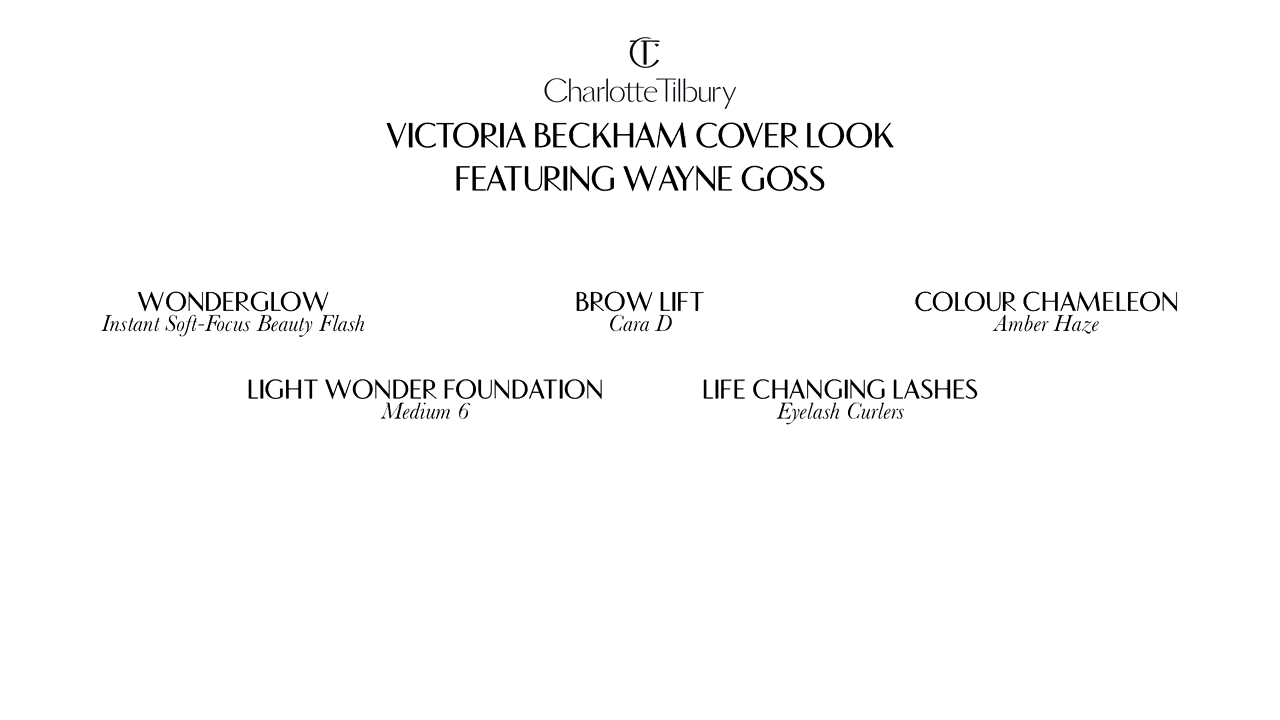 CT
CharlotteTilbury
VICTORIA BECKHAM COVER LOOK
FEATURING WAYNE GOSS
WONDERGLOW
Instant Soft-Focus Beauty Flash
BROW LIFT
Cara D
COLOUR CHAMELEON
Amber Haze
LIGHT WONDER FOUNDATION
Medium 6
LIFE CHANGING LASHES
Eyelash Curlers